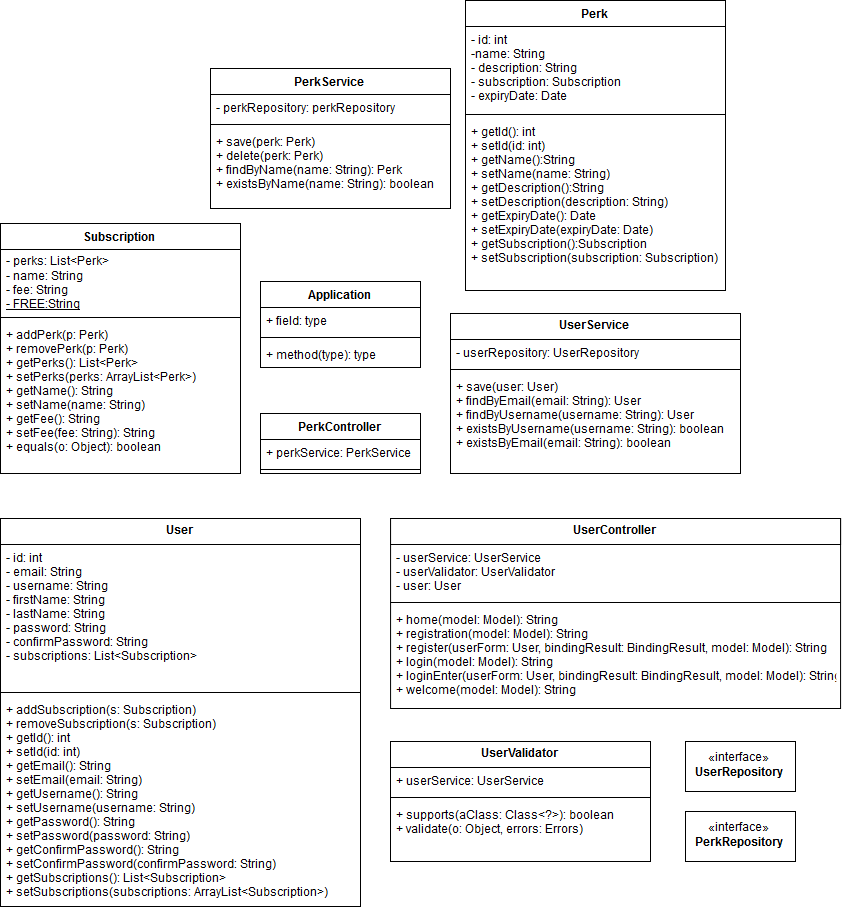 Perk
- id: int
-name: String
- description: String
- subscription: Subscription
- expiryDate: Date
+ getId(): int
+ setId(id: int)
+ getName():String
+ setName(name: String)
+ getDescription():String
+ setDescription(description: String)
+ getExpiryDate(): Date
+ setExpiryDate(expiryDate: Date)
+ getSubscription():Subscription
+ setSubscription(subscription: Subscription)
PerkService
- perkRepository: perkRepository
+ save(perk: Perk)
+ delete(perk: Perk)
+ findByName(name: String): Perk
+ existsByName(name: String): boolean
Subscription
- perks: List<Perk>
- name: String
- fee: String
- FREE:String
+ addPerk(p: Perk)
+ removePerk(p: Perk)
+ getPerks(): List<Perk>
+ setPerks(perks: ArrayList<Perk>)
+ getName(): String
+ setName(name: String)
+ getFee(): String
+ setFee(fee: String): String
+ equals(o: Object): boolean
Application
+ field: type
+ method(type): type
UserService
- userRepository: UserRepository
+ save(user: User)
+ findByEmail(email: String): User
+ findByUsername(username: String): User
+ existsByUsername(username: String): boolean
+ existsByEmail(email: String): boolean
PerkController
+ perkService: PerkService
User
- id: int
- email: String
- username: String
- firstName: String
- lastName: String
- password: String
- confirmPassword: String
- subscriptions: List<Subscription>
+ addSubscription(s: Subscription)
+ removeSubscription(s: Subscription)
+ getId(): int
+ setId(id: int)
+ getEmail(): String
+ setEmail(email: String)
+ getUsername(): String
+ setUsername(username: String)
+ getPassword(): String
+ setPassword(password: String)
+ getConfirmPassword(): String
+ setConfirmPassword(confirmPassword: String)
+ getSubscriptions(): List<Subscription>
+ setSubscriptions(subscriptions: ArrayList<Subscription>)
UserController
- userService: UserService
- userValidator: UserValidator
- user: User
+ home(model: Model): String
+ registration(model: Model): String
+ register(userForm: User, bindingResult: BindingResult, model: Model): String
+ login(model: Model): String
+ loginEnter(userForm: User, bindingResult: BindingResult, model: Model): String
+ welcome(model: Model): String
UserValidator
+ userService: UserService
+ supports(aClass: Class<?>): boolean
+ validate(o: Object, errors: Errors)
«interface»
UserRepository
«interface»
PerkRepository